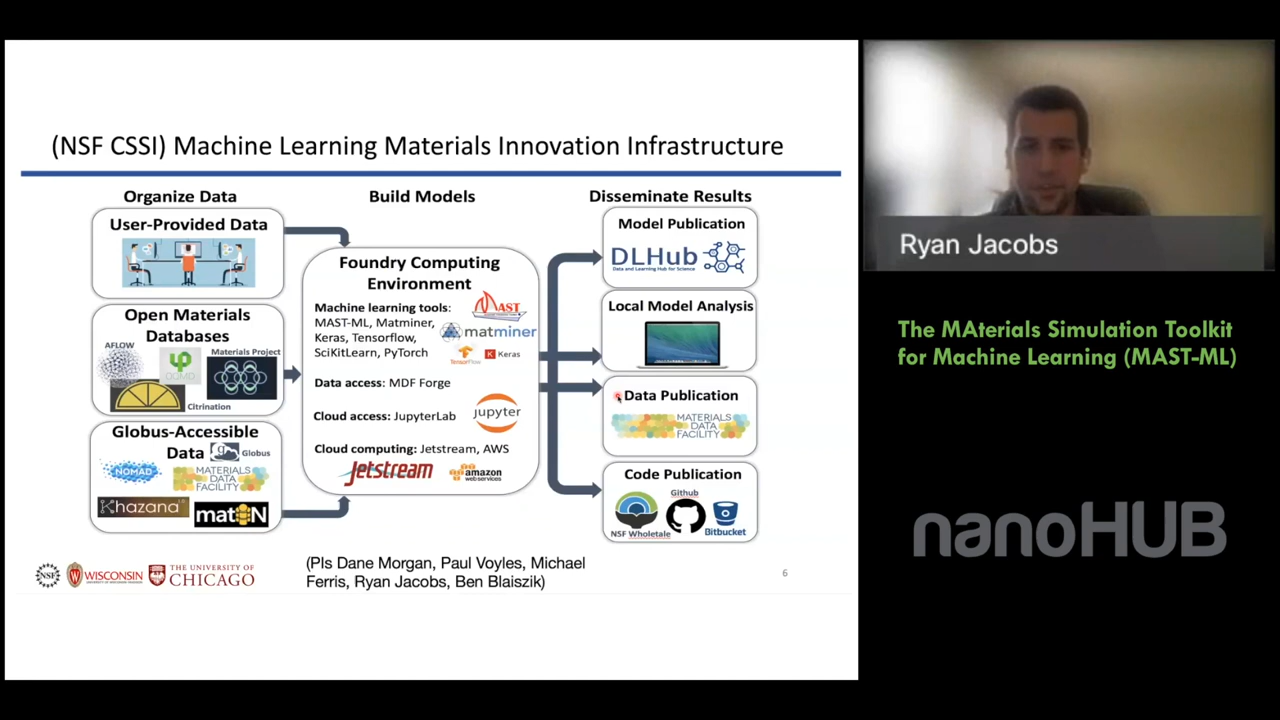 (NSF CSSI) Machine Learning Materials Innovation Infrastructure
Organize Data
User-Provided Data
Open Materials
Databases
AFLOW
OQMD
Materials Project
Citrination
Globus-Accessible
Data
Globus
NOMAD
MATERIALS
DATA
FACILITY
Khazana
matIN
Build Models
Foundry Computing
Environment
Machine learning tools:
MAST-ML, Matminer,
Keras, Tensorflow,
SciKitLearn, PyTorch
MAST
matminer
TensorFlow
K Keras
Data access: MDF Forge
Cloud access: JupyterLab
jupyter
Cloud computing: Jetstream, AWS
Jetstream
amazon
web services
Disseminate Results
Model Publication
DLHub
Data and Learning Hub for Science
Local Model Analysis
Data Publication
MATERIALS
DATA FACILITY
Code Publication
Github
NSF Wholetale
Bitbucket
NSF
WISCONSIN
THE UNIVERSITY OF
CHICAGO
(PIs Dane Morgan, Paul Voyles, Michael
Ferris, Ryan Jacobs, Ben Blaiszik)
6
Ryan Jacobs
The MAterials Simulation Toolkit
for Machine Learning (MAST-ML)
nanoHUB